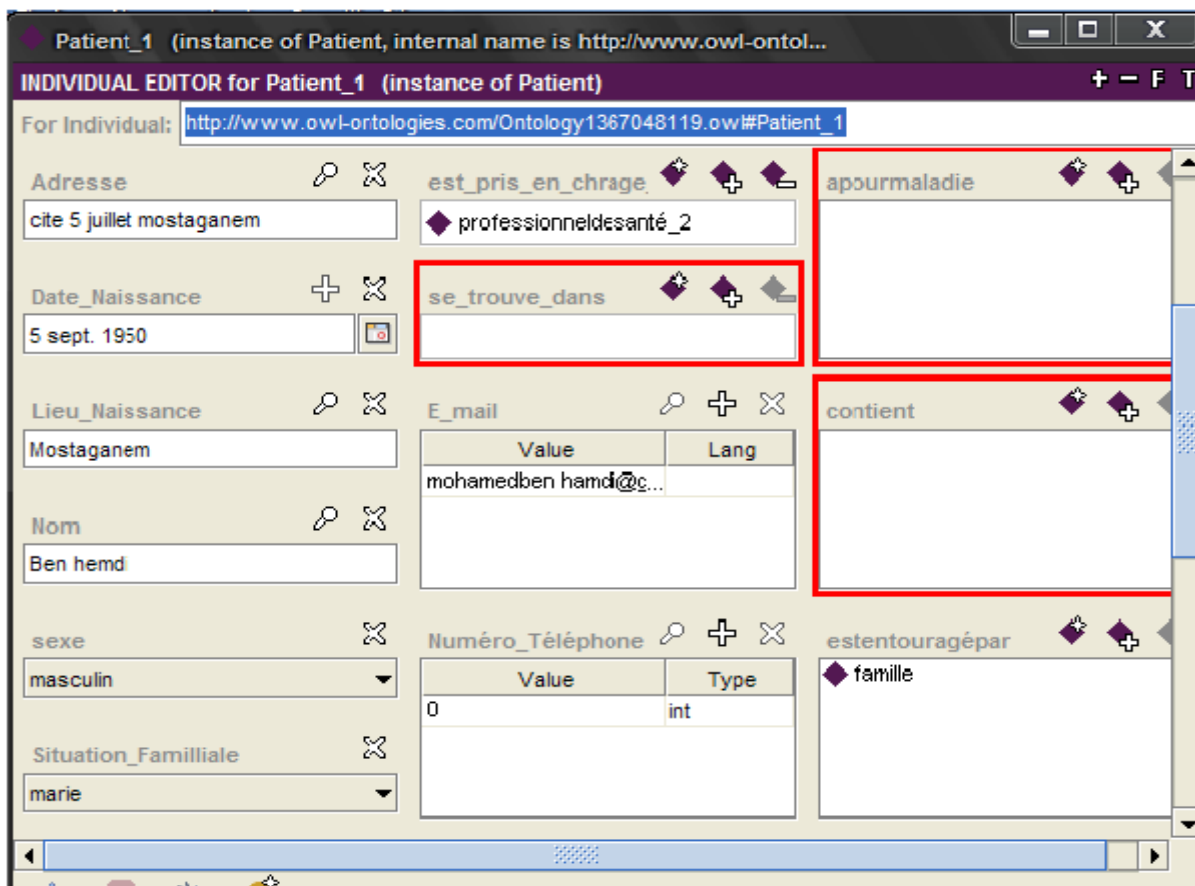 Patient_1 (instance of Patient, internal name is http://www.owl-ontol...
INDIVIDUAL EDITOR for Patient_1 (instance of Patient)
+ − F T
For Individual: http://www.owl-ontologies.com/Ontology1367048119.owl#Patient_1
Adresse
cite 5 juillet mostaganem
Date_Naissance
5 sept. 1950
Lieu_Naissance
Mostaganem
Nom
Ben hemdi
sexe
masculin
Situation_Familliale
marie
est_pris_en_chrage_
professionneldesanté_2
se_trouve_dans
E_mail
Value Lang
mohamedben hamdi@c...
Numéro_Téléphone
Value Type
0 int
apourmaladie
contient
estentouragépar
famille